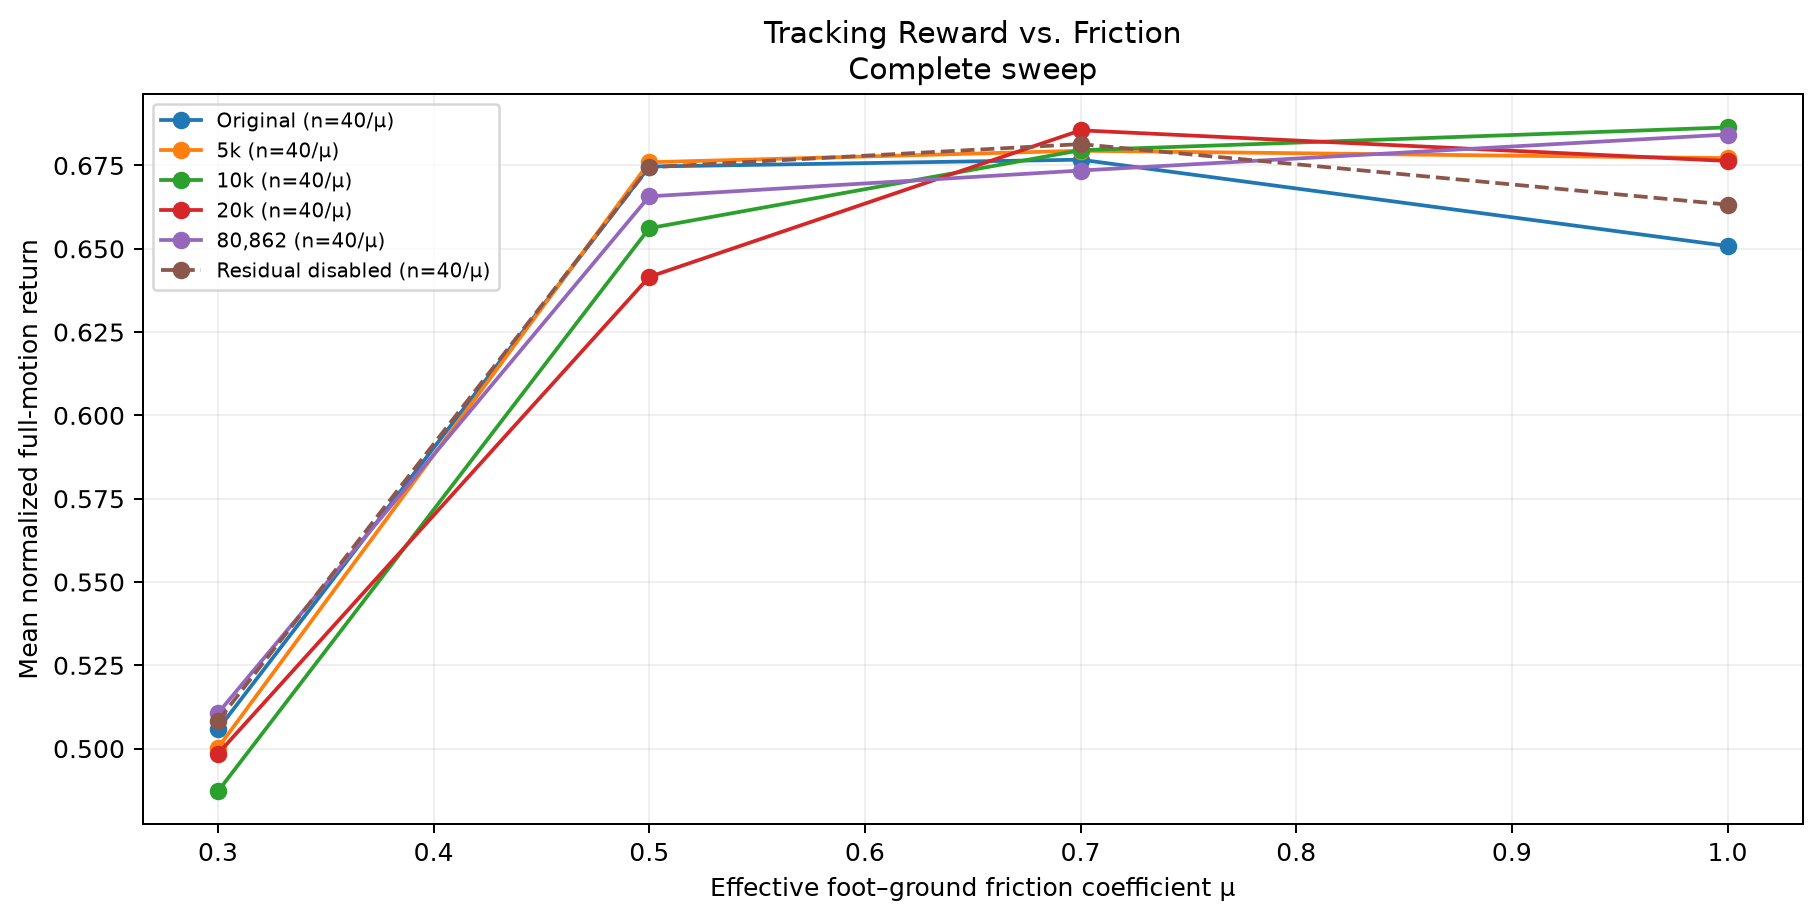 Tracking Reward vs. Friction
Complete sweep
Original (n=40/μ)
5k (n=40/μ)
10k (n=40/μ)
20k (n=40/μ)
80,862 (n=40/μ)
Residual disabled (n=40/μ)
Mean normalized full-motion return
0.675
0.650
0.625
0.600
0.575
0.550
0.525
0.500
0.3 0.4 0.5 0.6 0.7 0.8 0.9 1.0
Effective foot–ground friction coefficient μ